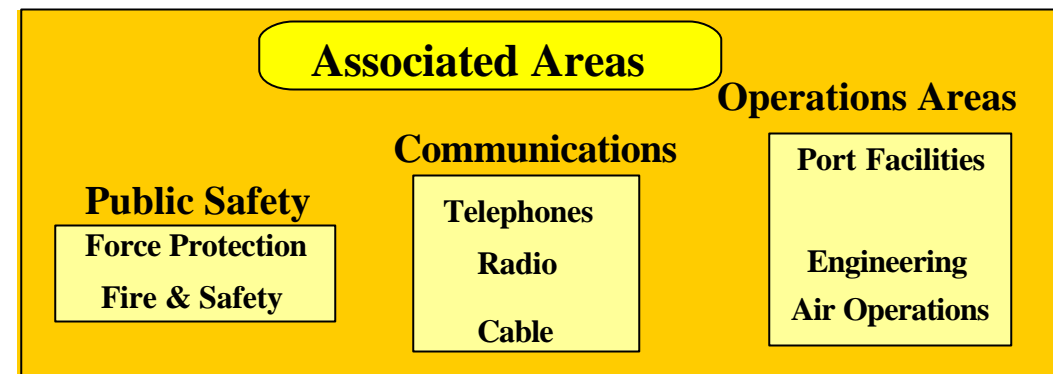 Associated Areas
Public Safety
Force Protection
Fire & Safety
Communications
Telephones
Radio
Cable
Operations Areas
Port Facilities
Engineering
Air Operations